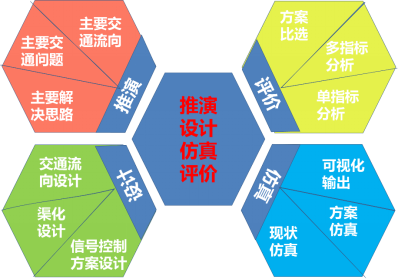 主要交
通流向
主要交
通问题
主要解
决思路
推演
方案
比选
多指标
分析
单指标
分析
评价
推演
设计
仿真
评价
交通流
向设计
渠化
设计
信号控制
方案设计
设计
可视化
输出
方案
仿真
现状
仿真
仿真